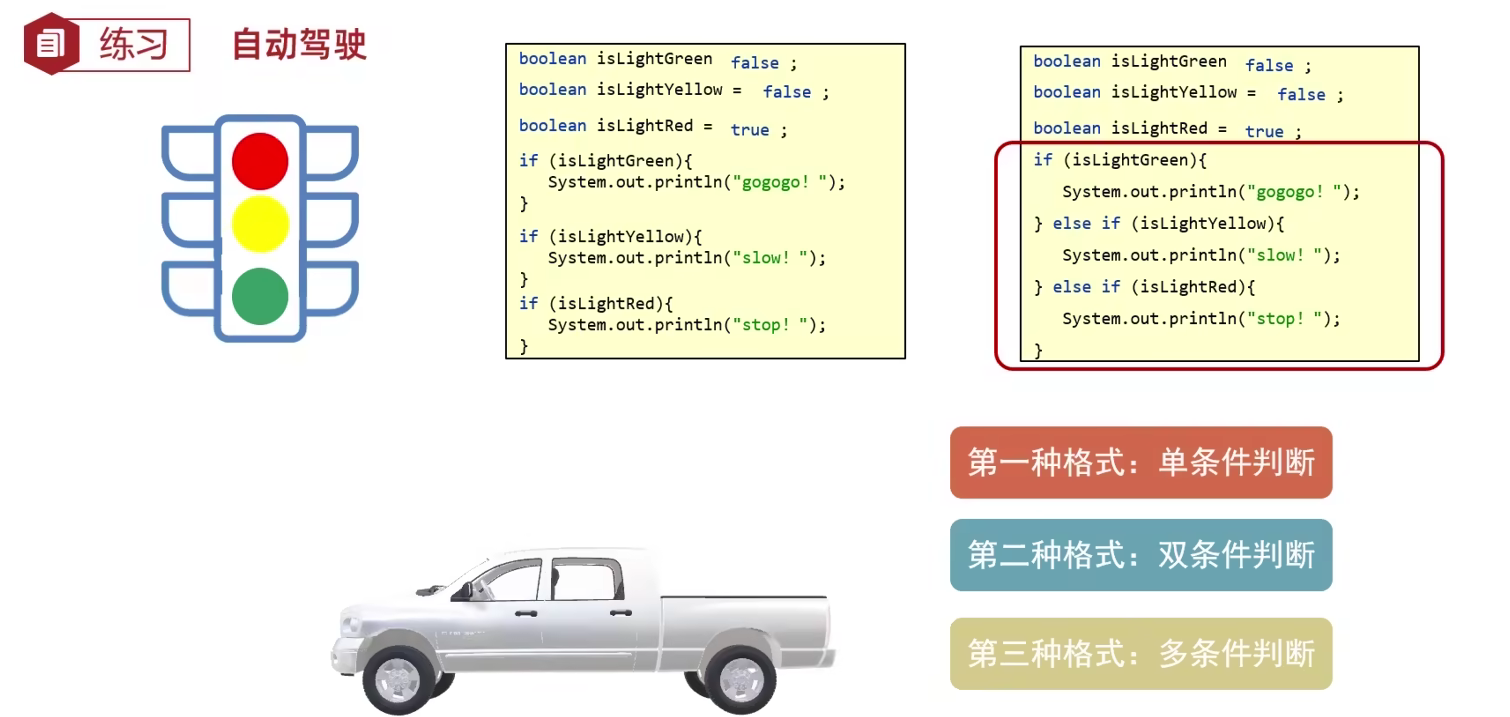 练习
自动驾驶
boolean isLightGreen false ;
boolean isLightYellow = false ;
boolean isLightRed = true ;
if (isLightGreen){
System.out.println("gogogo! ");
}
if (isLightYellow){
System.out.println("slow! ");
}
if (isLightRed){
System.out.println("stop! ");
}
boolean isLightGreen false ;
boolean isLightYellow = false ;
boolean isLightRed = true ;
if (isLightGreen){
System.out.println("gogogo! ");
} else if (isLightYellow){
System.out.println("slow! ");
} else if (isLightRed){
System.out.println("stop! ");
}
第一种格式：单条件判断
第二种格式：双条件判断
第三种格式：多条件判断